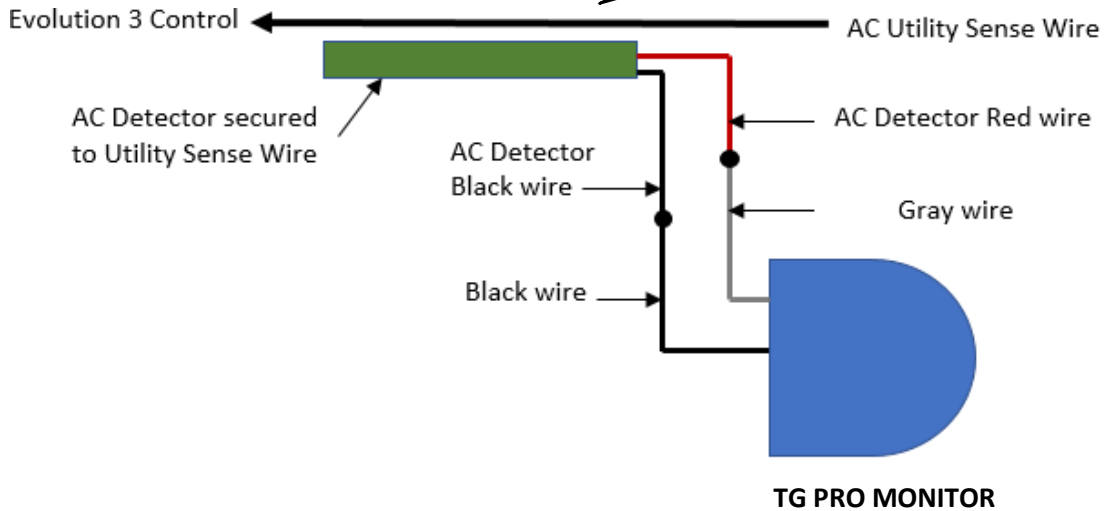 Evolution 3 Control
AC Utility Sense Wire
AC Detector secured
to Utility Sense Wire
AC Detector Red wire
AC Detector
Black wire
Gray wire
Black wire
TG PRO MONITOR